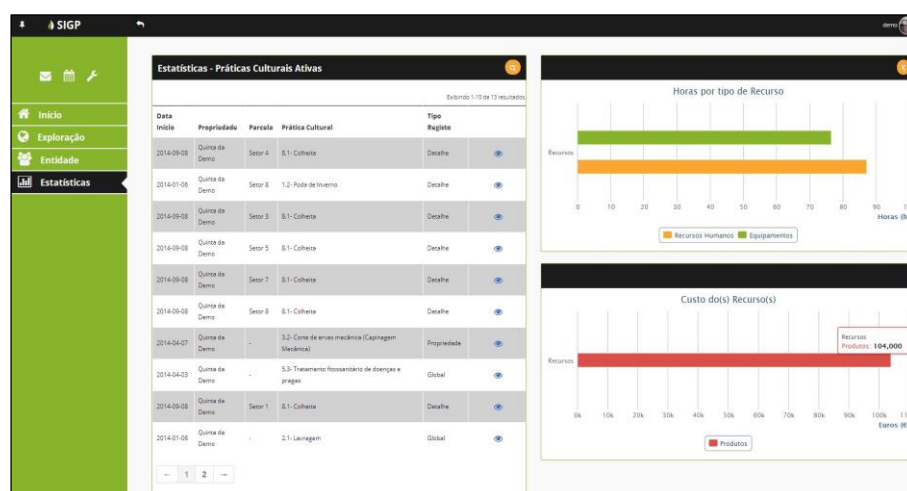 SIGP
demo
Início
Exploração
Entidade
Estatísticas
Estatísticas - Práticas Culturais Ativas
Exibindo 1-10 de 13 resultados.
Data Início Propriedade Parcela Prática Cultural Tipo Registo
2014-09-08 Quinta da Demo Setor 4 8.1- Colheita Detalhe
2014-01-06 Quinta da Demo Setor 8 1.2- Poda de Inverno Detalhe
2014-09-08 Quinta da Demo Setor 3 8.1- Colheita Detalhe
2014-09-08 Quinta da Demo Setor 5 8.1- Colheita Detalhe
2014-09-08 Quinta da Demo Setor 7 8.1- Colheita Detalhe
2014-09-08 Quinta da Demo Setor 8 8.1- Colheita Detalhe
2014-04-07 Quinta da Demo - 3.2- Corte de ervas mecânica (Capinagem Mecânica) Propriedade
2014-04-03 Quinta da Demo - 5.3- Tratamento fitossanitário de doenças e pragas Global
2014-09-08 Quinta da Demo Setor 1 8.1- Colheita Detalhe
2014-01-06 Quinta da Demo - 2.1- Lavragem Global
← 1 2 →
Horas por tipo de Recurso
Recursos
0 10 20 30 40 50 60 70 80 90
Horas (h
Recursos Humanos Equipamentos
Custo do(s) Recurso(s)
Recursos
Produtos: 104,000
Recursos
0k 10k 20k 30k 40k 50k 60k 70k 80k 90k 100k
Euros (€
Produtos